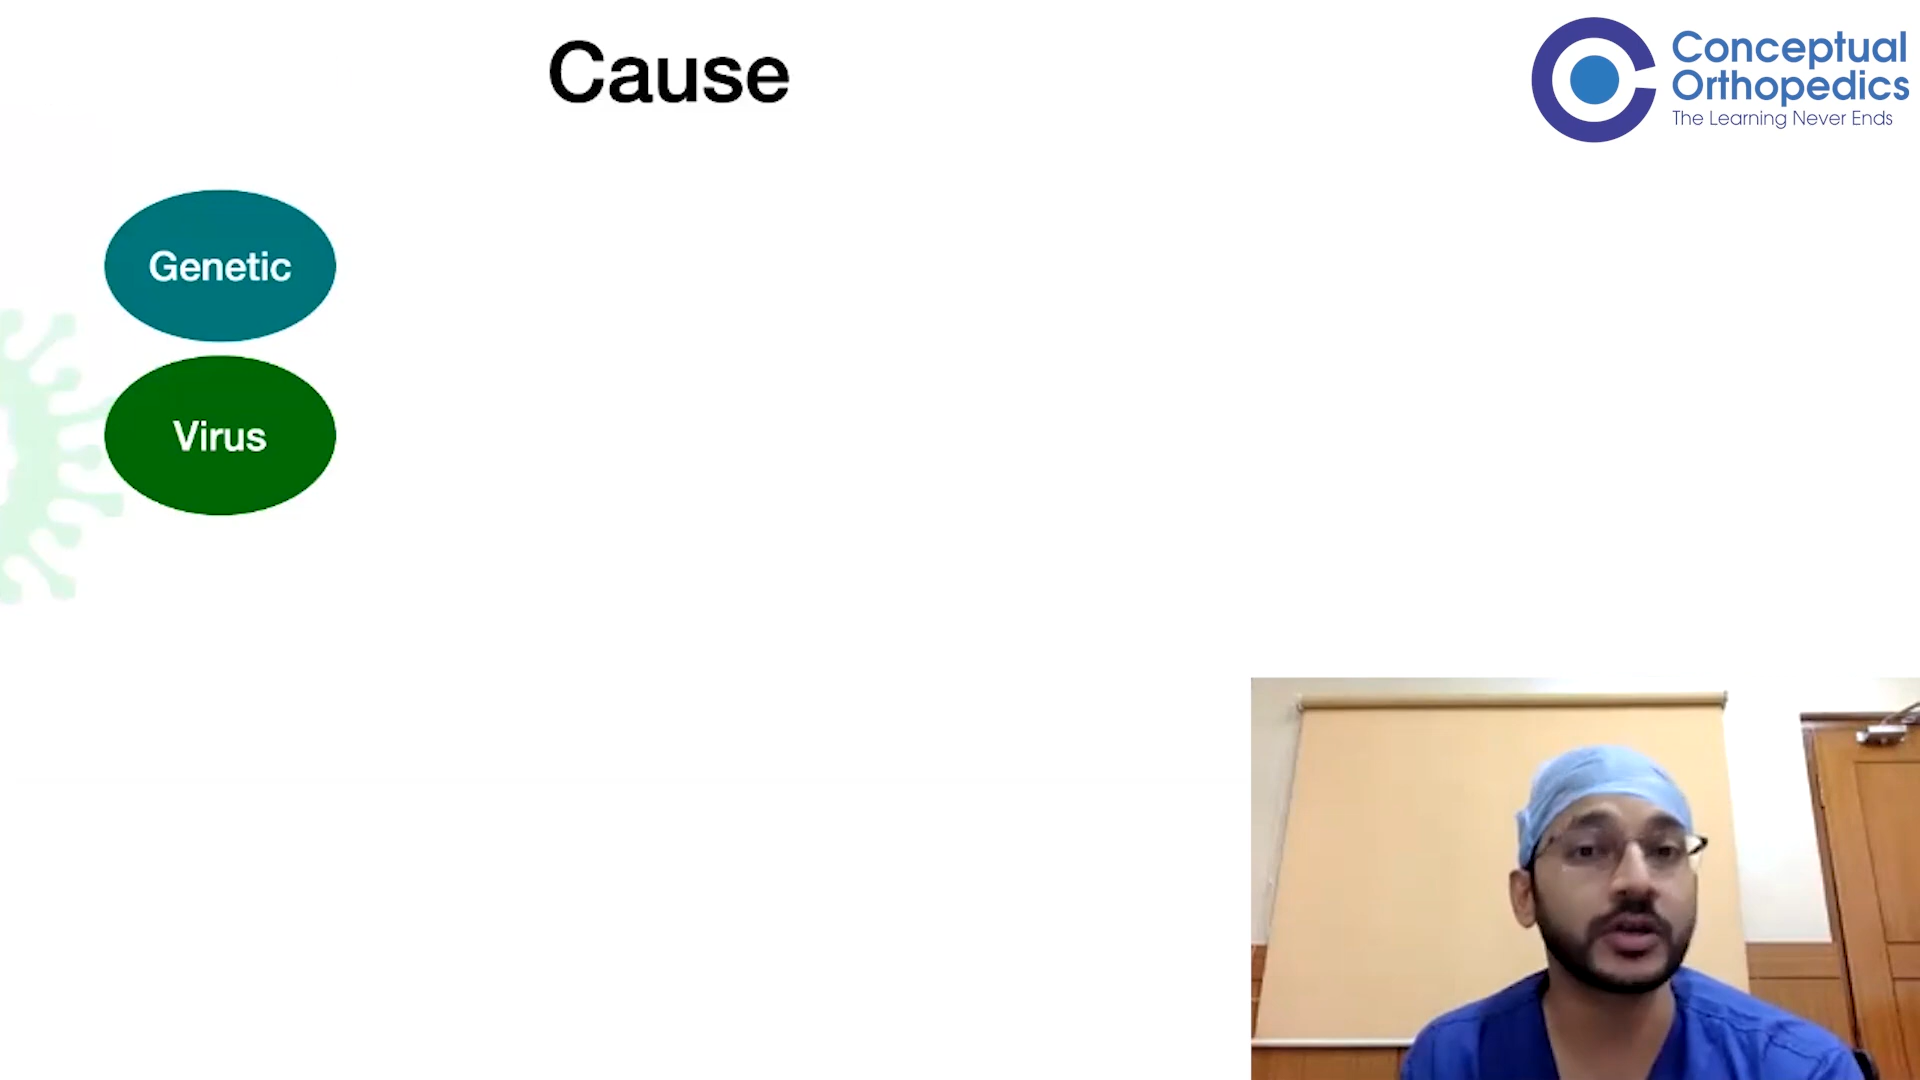 Cause
Conceptual
Orthopedics
The Learning Never Ends
Genetic
Virus